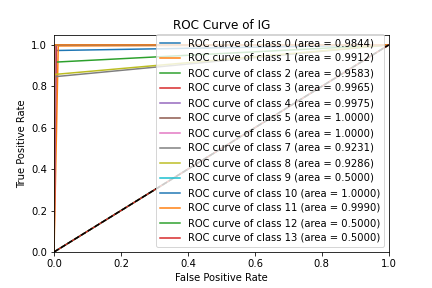 ROC Curve of IG
True Positive Rate
1.0
0.8
0.6
0.4
0.2
0.0
ROC curve of class 0 (area = 0.9844)
ROC curve of class 1 (area = 0.9912)
ROC curve of class 2 (area = 0.9583)
ROC curve of class 3 (area = 0.9965)
ROC curve of class 4 (area = 0.9975)
ROC curve of class 5 (area = 1.0000)
ROC curve of class 6 (area = 1.0000)
ROC curve of class 7 (area = 0.9231)
ROC curve of class 8 (area = 0.9286)
ROC curve of class 9 (area = 0.5000)
ROC curve of class 10 (area = 1.0000)
ROC curve of class 11 (area = 0.9990)
ROC curve of class 12 (area = 0.5000)
ROC curve of class 13 (area = 0.5000)
0.0 0.2 0.4 0.6 0.8 1.0
False Positive Rate